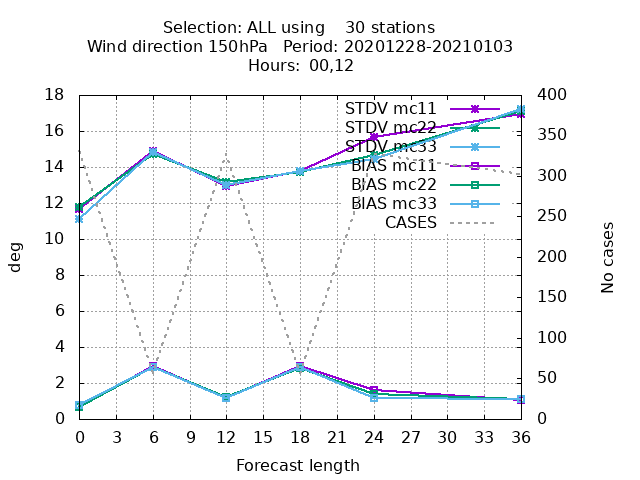 Selection: ALL using    30 stations
Wind direction 150hPa   Period: 20201228-20210103
Hours:  00,12
STDV mc11
STDV mc22
STDV mc33
BIAS mc11
BIAS mc22
BIAS mc33
CASES
deg
18
16
14
12
10
8
6
4
2
0
No cases
400
350
300
250
200
150
100
50
0
0 3 6 9 12 15 18 21 24 27 30 33 36
Forecast length